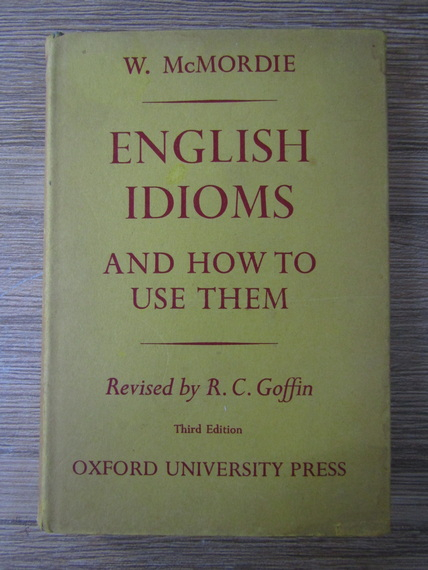 W. McMORDIE
ENGLISH
IDIOMS
AND HOW TO
USE THEM
Revised by R. C. Goffin
Third Edition
OXFORD UNIVERSITY PRESS